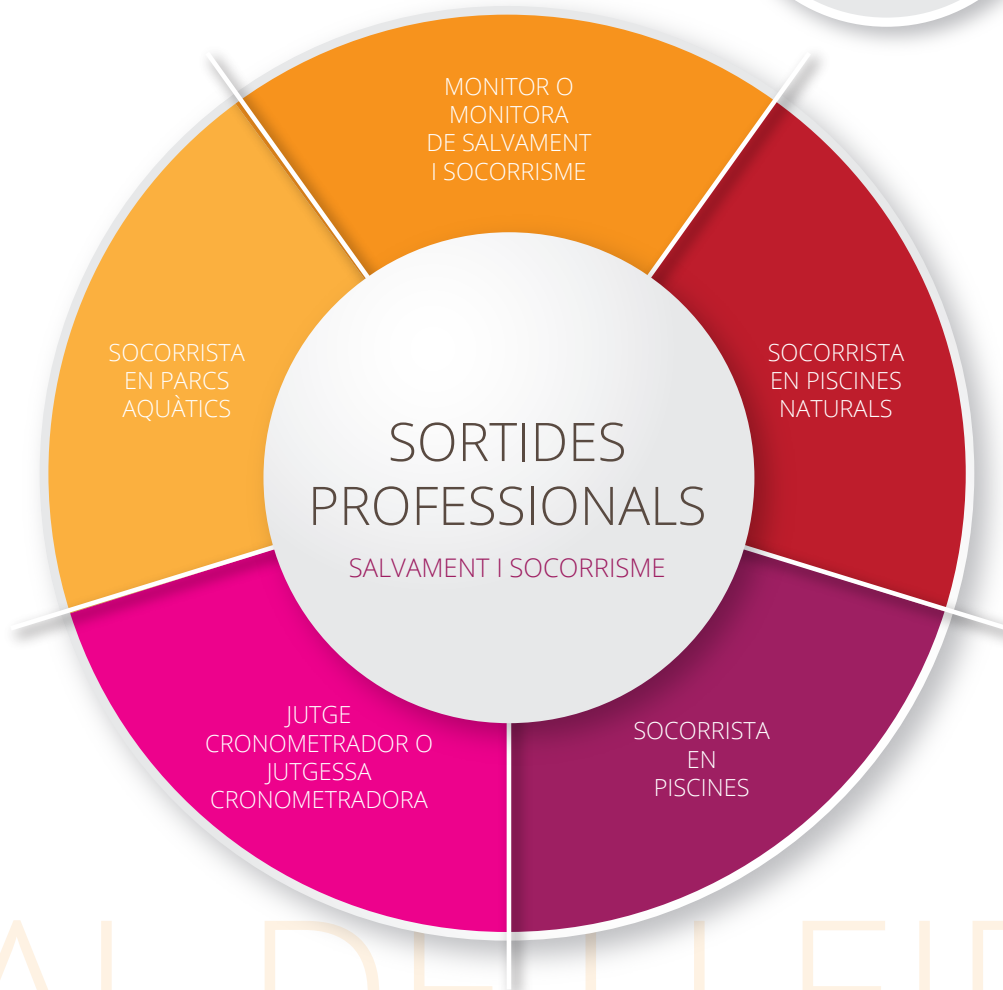 MONITOR O
MONITORA
DE SALVAMENT
I SOCORRISME
SOCORRISTA
EN PARCS
AQUÀTICS
SOCORRISTA
EN PISCINES
NATURALS
SORTIDES
PROFESSIONALS
SALVAMENT I SOCORRISME
JUTGE
CRONOMETRADOR O
JUTGESSA
CRONOMETRADORA
SOCORRISTA
EN
PISCINES